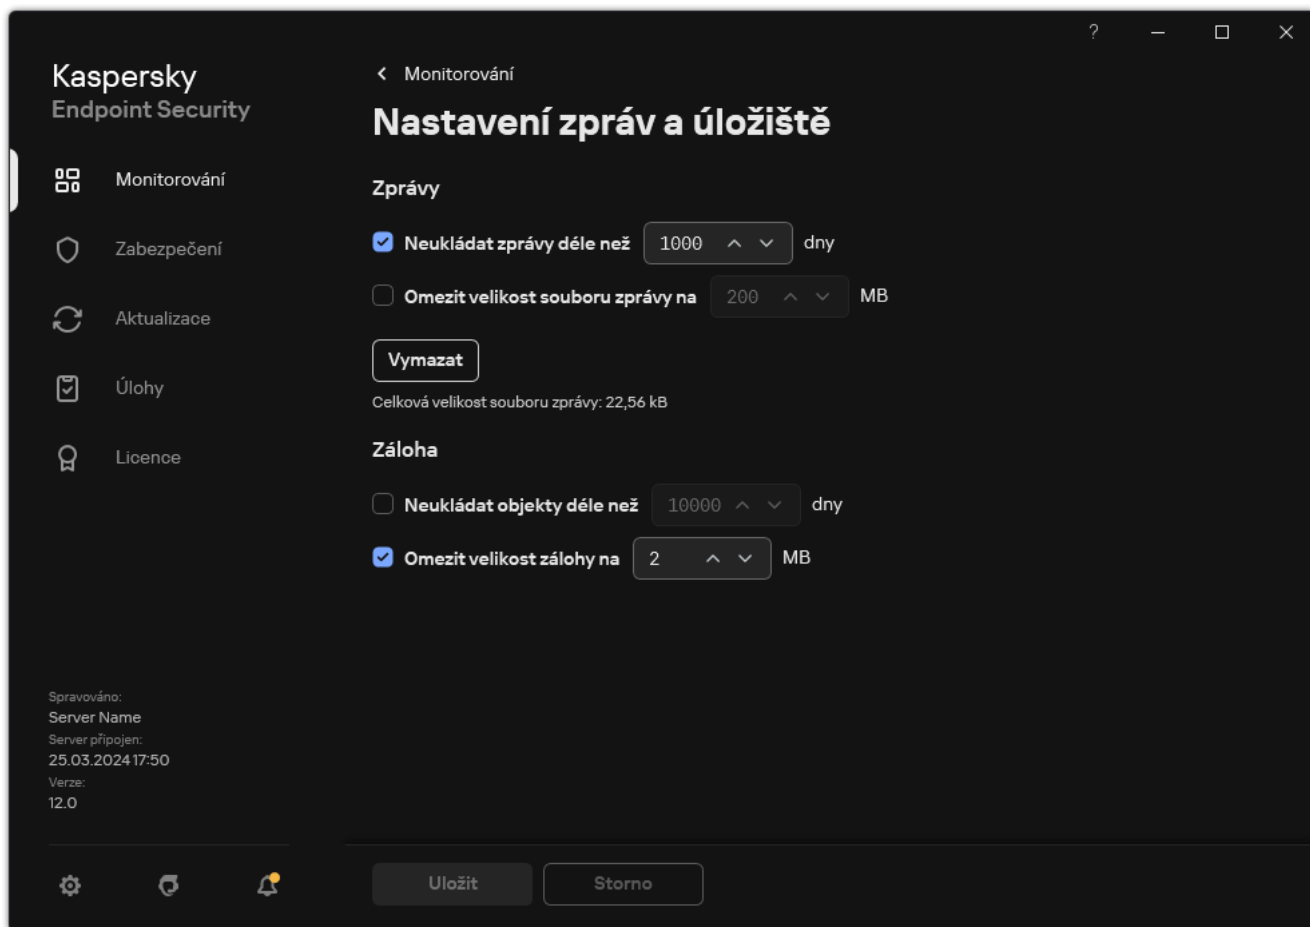 ?
Kaspersky
Endpoint Security
Monitorování
Zabezpečení
Aktualizace
Úlohy
Licence
Spravováno:
Server Name
Server připojen:
25.03.2024 17:50
Verze:
12.0
Monitorování
Nastavení zpráv a úložiště
Zprávy
Neukládat zprávy déle než 1000 dny
Omezit velikost souboru zprávy na 200 MB
Vymazat
Celková velikost souboru zprávy: 22,56 kB
Záloha
Neukládat objekty déle než 10000 dny
Omezit velikost zálohy na 2 MB
Uložit Storno